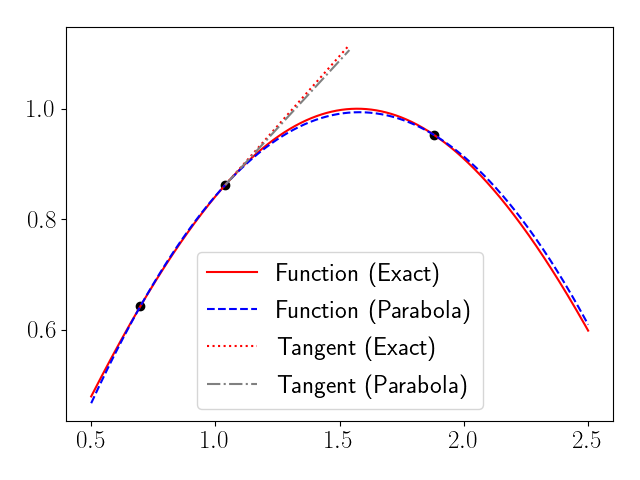 1.0
0.8
0.6
Function (Exact)
Function (Parabola)
Tangent (Exact)
Tangent (Parabola)
0.5 1.0 1.5 2.0 2.5